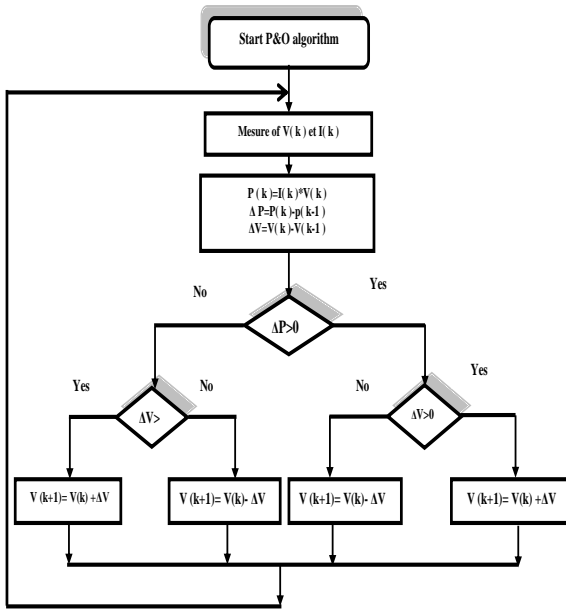 Start P&O algorithm
Mesure of V( k ) et I( k )
P ( k )=I( k )*V( k )
Δ P=P( k )-p( k-1 )
ΔV=V( k )-V( k-1 )
No
Yes
ΔP>0
Yes
No
No
Yes
ΔV>
ΔV>0
V (k+1)= V(k) +ΔV
V (k+1)= V(k)- ΔV
V (k+1)= V(k)- ΔV
V (k+1)= V(k) +ΔV